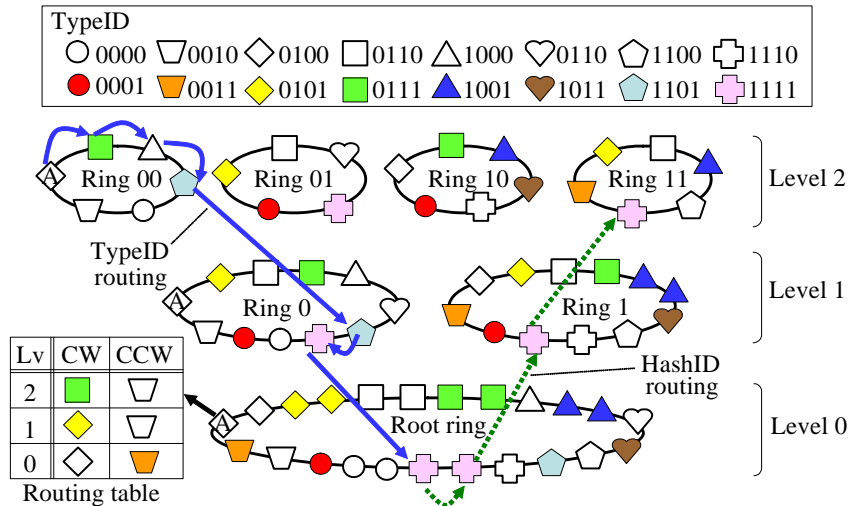 TypeID
0000 0010 0100 0110 1000 0110 1100 1110
0001 0011 0101 0111 1001 1011 1101 1111
A Ring 00 Ring 01 Ring 10 Ring 11 Level 2
TypeID
routing
A Ring 0 Ring 1 Level 1
HashID
routing
Lv CW CCW
2
1
0
A Root ring Level 0
Routing table